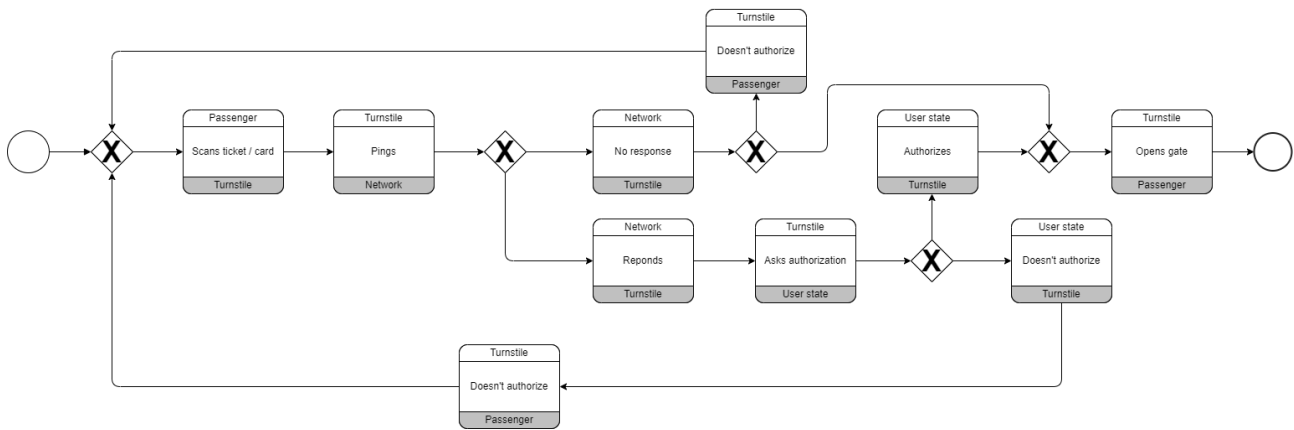 Turnstile
Doesn't authorize
Passenger
Passenger
Scans ticket / card
Turnstile
Turnstile
Pings
Network
Network
No response
Turnstile
User state
Authorizes
Turnstile
Turnstile
Opens gate
Passenger
X
X
X
X
Network
Reponds
Turnstile
Turnstile
Asks authorization
User state
X
User state
Doesn't authorize
Turnstile
Turnstile
Doesn't authorize
Passenger